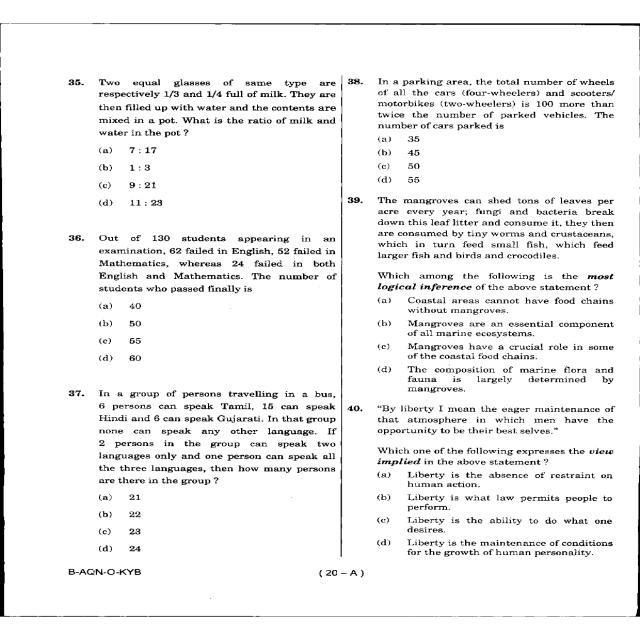 35. Two equal glasses of same type are
respectively 1/3 and 1/4 full of milk. They are
then filled up with water and the contents are
mixed in a pot. What is the ratio of milk and
water in the pot ?
(a) 7 : 17
(b) 1 : 3
(c) 9 : 21
(d) 11 : 23
36. Out of 130 students appearing in an
examination, 62 failed in English, 52 failed in
Mathematics, whereas 24 failed in both
English and Mathematics. The number of
students who passed finally is
(a) 40
(b) 50
(c) 55
(d) 60
37. In a group of persons travelling in a bus,
6 persons can speak Tamil, 15 can speak
Hindi and 6 can speak Gujarati. In that group
none can speak any other language. If
2 persons in the group can speak two
languages only and one person can speak all
the three languages, then how many persons
are there in the group ?
(a) 21
(b) 22
(c) 23
(d) 24
38. In a parking area, the total number of wheels
of all the cars (four-wheelers) and scooters/
motorbikes (two-wheelers) is 100 more than
twice the number of parked vehicles. The
number of cars parked is
(a) 35
(b) 45
(c) 50
(d) 55
39. The mangroves can shed tons of leaves per
acre every year; fungi and bacteria break
down this leaf litter and consume it, they then
are consumed by tiny worms and crustaceans,
which in turn feed small fish, which feed
larger fish and birds and crocodiles.
Which among the following is the most
logical inference of the above statement ?
(a) Coastal areas cannot have food chains
without mangroves.
(b) Mangroves are an essential component
of all marine ecosystems.
(c) Mangroves have a crucial role in some
of the coastal food chains.
(d) The composition of marine flora and
fauna is largely determined by
mangroves.
40. "By liberty I mean the eager maintenance of
that atmosphere in which men have the
opportunity to be their best selves."
Which one of the following expresses the view
implied in the above statement ?
(a) Liberty is the absence of restraint on
human action.
(b) Liberty is what law permits people to
perform.
(c) Liberty is the ability to do what one
desires.
(d) Liberty is the maintenance of conditions
for the growth of human personality.
B-AQN-O-KYB
( 20 – A )